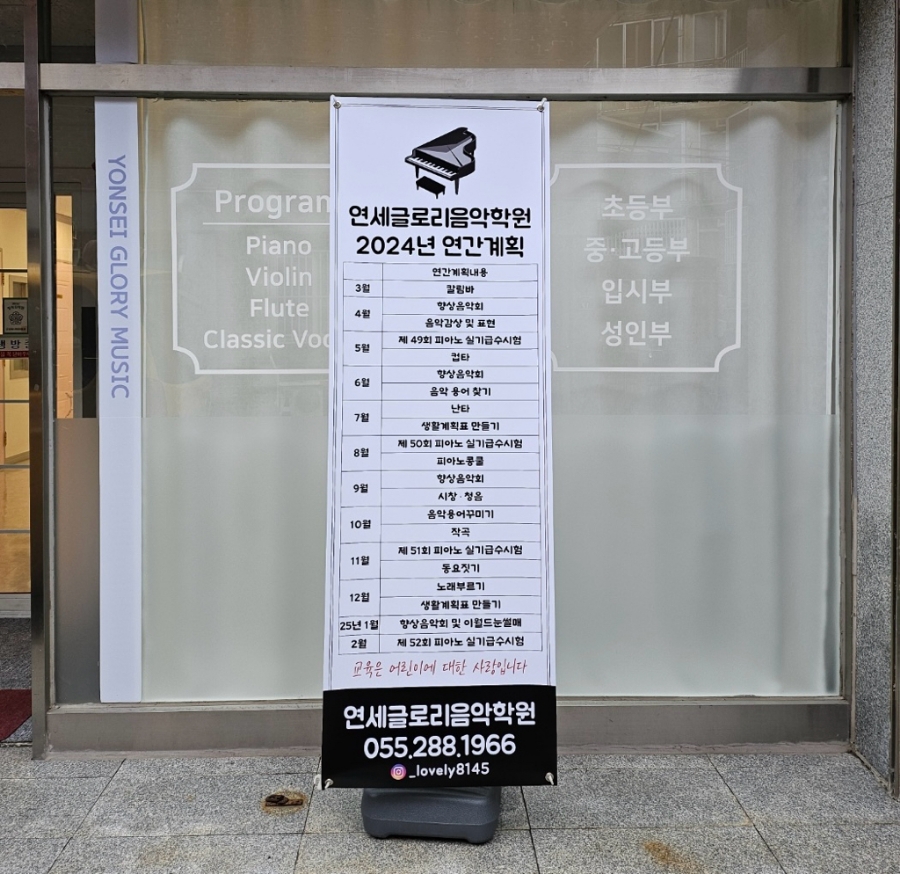 YONSEI GLORY MUSIC
Piano
Violin
Flute
Classic
연세글로리음악학원
2024년 연간계획
연간계획내용
3월 칼림바
4월 향상음악회
음악감상 및 표현
5월 제 49회 피아노 실기급수시험
컵타
6월 향상음악회
음악 용어 찾기
7월 난타
생활계획표 만들기
8월 제 50회 피아노 실기급수시험
피아노콩쿨
9월 향상음악회
시창·청음
10월 음악용어꾸미기
작곡
11월 제 51회 피아노 실기급수시험
동요짓기
12월 노래부르기
생활계획표 만들기
25년 1월 향상음악회 및 이월드눈썰매
2월 제 52회 피아노 실기급수시험
교육은 어린이에 대한 사랑입니다
연세글로리음악학원
055.288.1966
_lovely8145
초등부
중·고등부
입시부
성인부